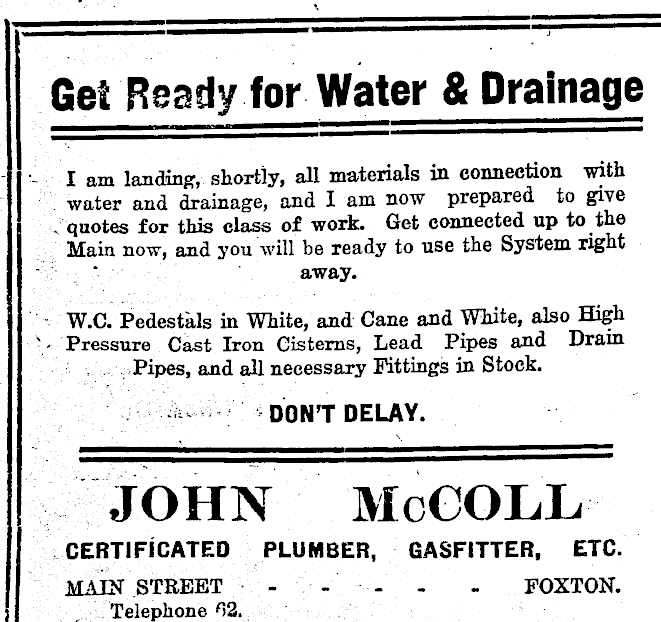 Get Ready for Water & Drainage
I am landing, shortly, all materials in connection with
water and drainage, and I am now prepared to give
quotes for this class of work. Get connected up to the
Main now, and you will be ready to use the System right
away.
W.C. Pedestals in White, and Cane and White, also High
Pressure Cast Iron Cisterns, Lead Pipes and Drain
Pipes, and all necessary Fittings in Stock.
DON'T DELAY.
JOHN McCOLL
CERTIFICATED PLUMBER, GASFITTER, ETC.
MAIN STREET - - - - - FOXTON.
Telephone 62.